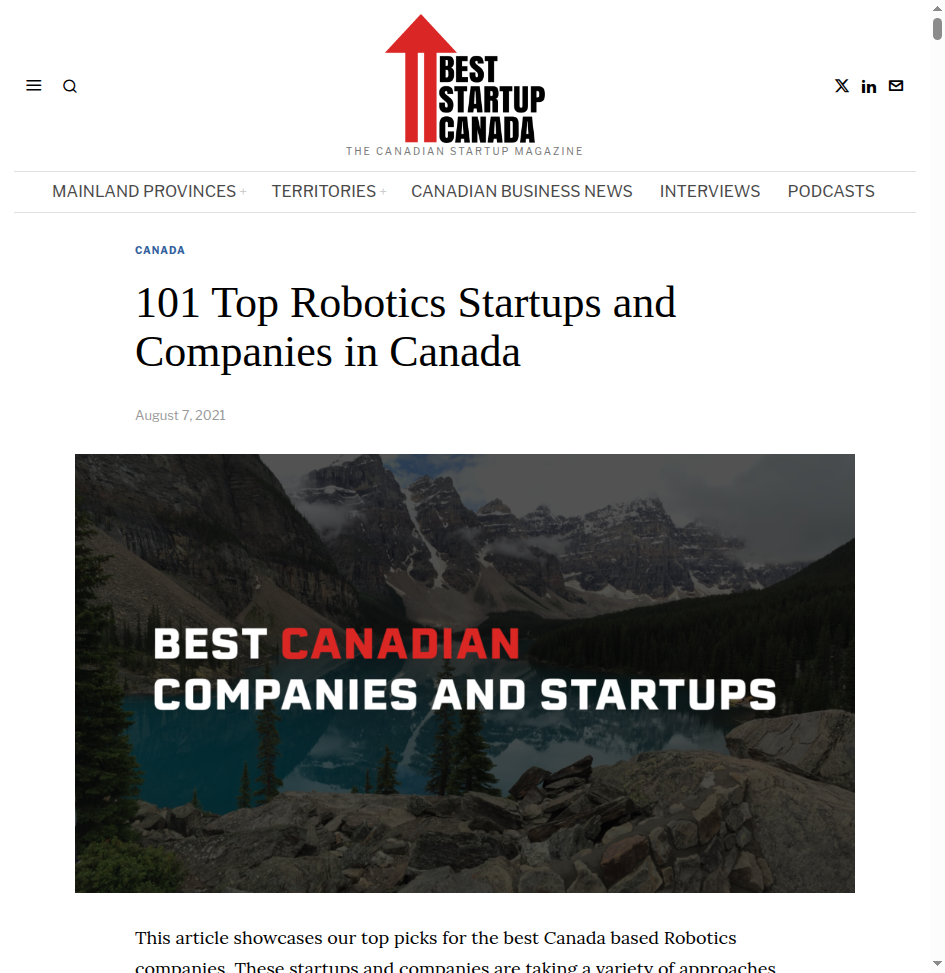 BEST
STARTUP
CANADA
THE CANADIAN STARTUP MAGAZINE
MAINLAND PROVINCES + TERRITORIES + CANADIAN BUSINESS NEWS INTERVIEWS PODCASTS
CANADA
101 Top Robotics Startups and
Companies in Canada
August 7, 2021
BEST CANADIAN
COMPANIES AND STARTUPS
This article showcases our top picks for the best Canada based Robotics
companies. These startups and companies are taking a variety of approaches